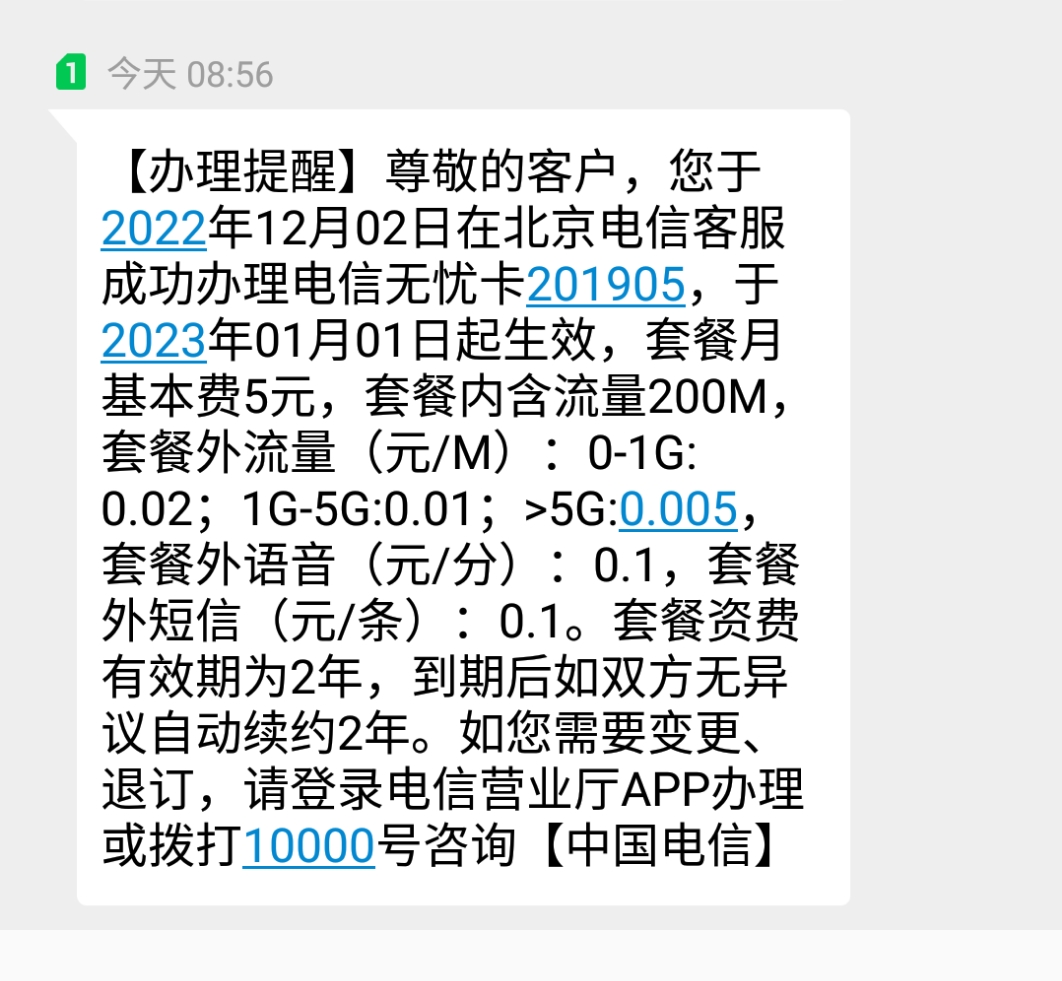 1 今天 08:56
【办理提醒】尊敬的客户，您于
2022年12月02日在北京电信客服
成功办理电信无忧卡201905，于
2023年01月01日起生效，套餐月
基本费5元，套餐内含流量200M，
套餐外流量（元/M）：0-1G:
0.02；1G-5G:0.01；>5G:0.005，
套餐外语音（元/分）：0.1，套餐
外短信（元/条）：0.1。套餐资费
有效期为2年，到期后如双方无异
议自动续约2年。如您需要变更、
退订，请登录电信营业厅APP办理
或拨打10000号咨询【中国电信】